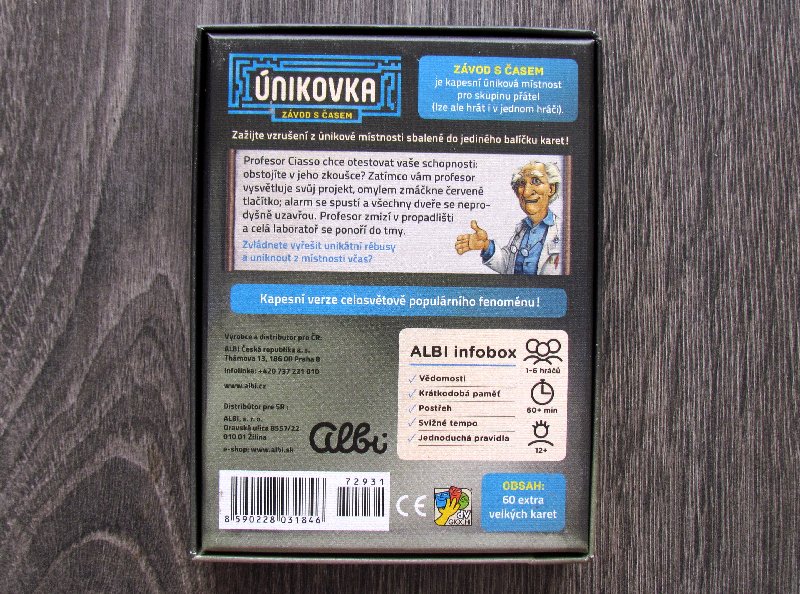 ÚNIKOVKA
ZÁVOD S ČASEM
ZÁVOD S ČASEM
je kapesní úniková místnost
pro skupinu přátel
(lze ale hrát i v jednom hráči).
Zažijte vzrušení z únikové místnosti sbalené do jediného balíčku karet!
Profesor Ciasso chce otestovat vaše schopnosti:
obstojíte v jeho zkoušce? Zatímco vám profesor
vysvětluje svůj projekt, omylem zmáčkne červené
tlačítko; alarm se spustí a všechny dveře se nepro-
dyšně uzavřou. Profesor zmizí v propadlišti
a celá laboratoř se ponoří do tmy.
Zvládnete vyřešit unikátní rébusy
a uniknout z místnosti včas?
Kapesní verze celosvětově populárního fenoménu!
Výrobce a distributor pro ČR:
ALBI Česká republika a. s.
Thámova 13, 186 00 Praha 8
Infolinka: +420 737 221 010
www.albi.cz
Distribútor pre SR:
ALBI, s. r. o.
Oravská ulice 8557/22
010 01 Žilina
e-shop: www.albi.sk
albi
ALBI infobox
Vědomosti
Krátkodobá paměť
Postřeh
Svižné tempo
Jednoduchá pravidla
1-6 hráčů
60+ min
12+
72931
8 590228 031846
CE
dV
GIOCHI
OBSAH:
60 extra
velkých karet